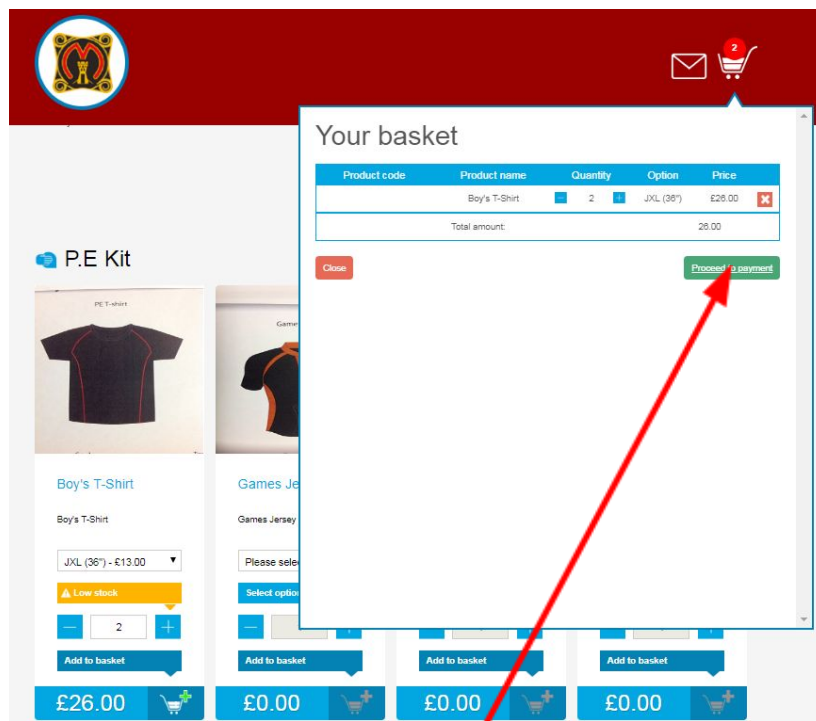 2
Your basket
Product code Product name Quantity Option Price
Boy's T-Shirt 2 JXL (36") £26.00
Total amount: 26.00
Close Proceed to payment
P.E Kit
PE T-shirt
Game
Boy's T-Shirt Games Je
Boy's T-Shirt Games Jersey
JXL (36") - £13.00 Please sele
Low stock Select optio
2
Add to basket Add to basket Add to basket Add to basket
£26.00 £0.00 £0.00 £0.00